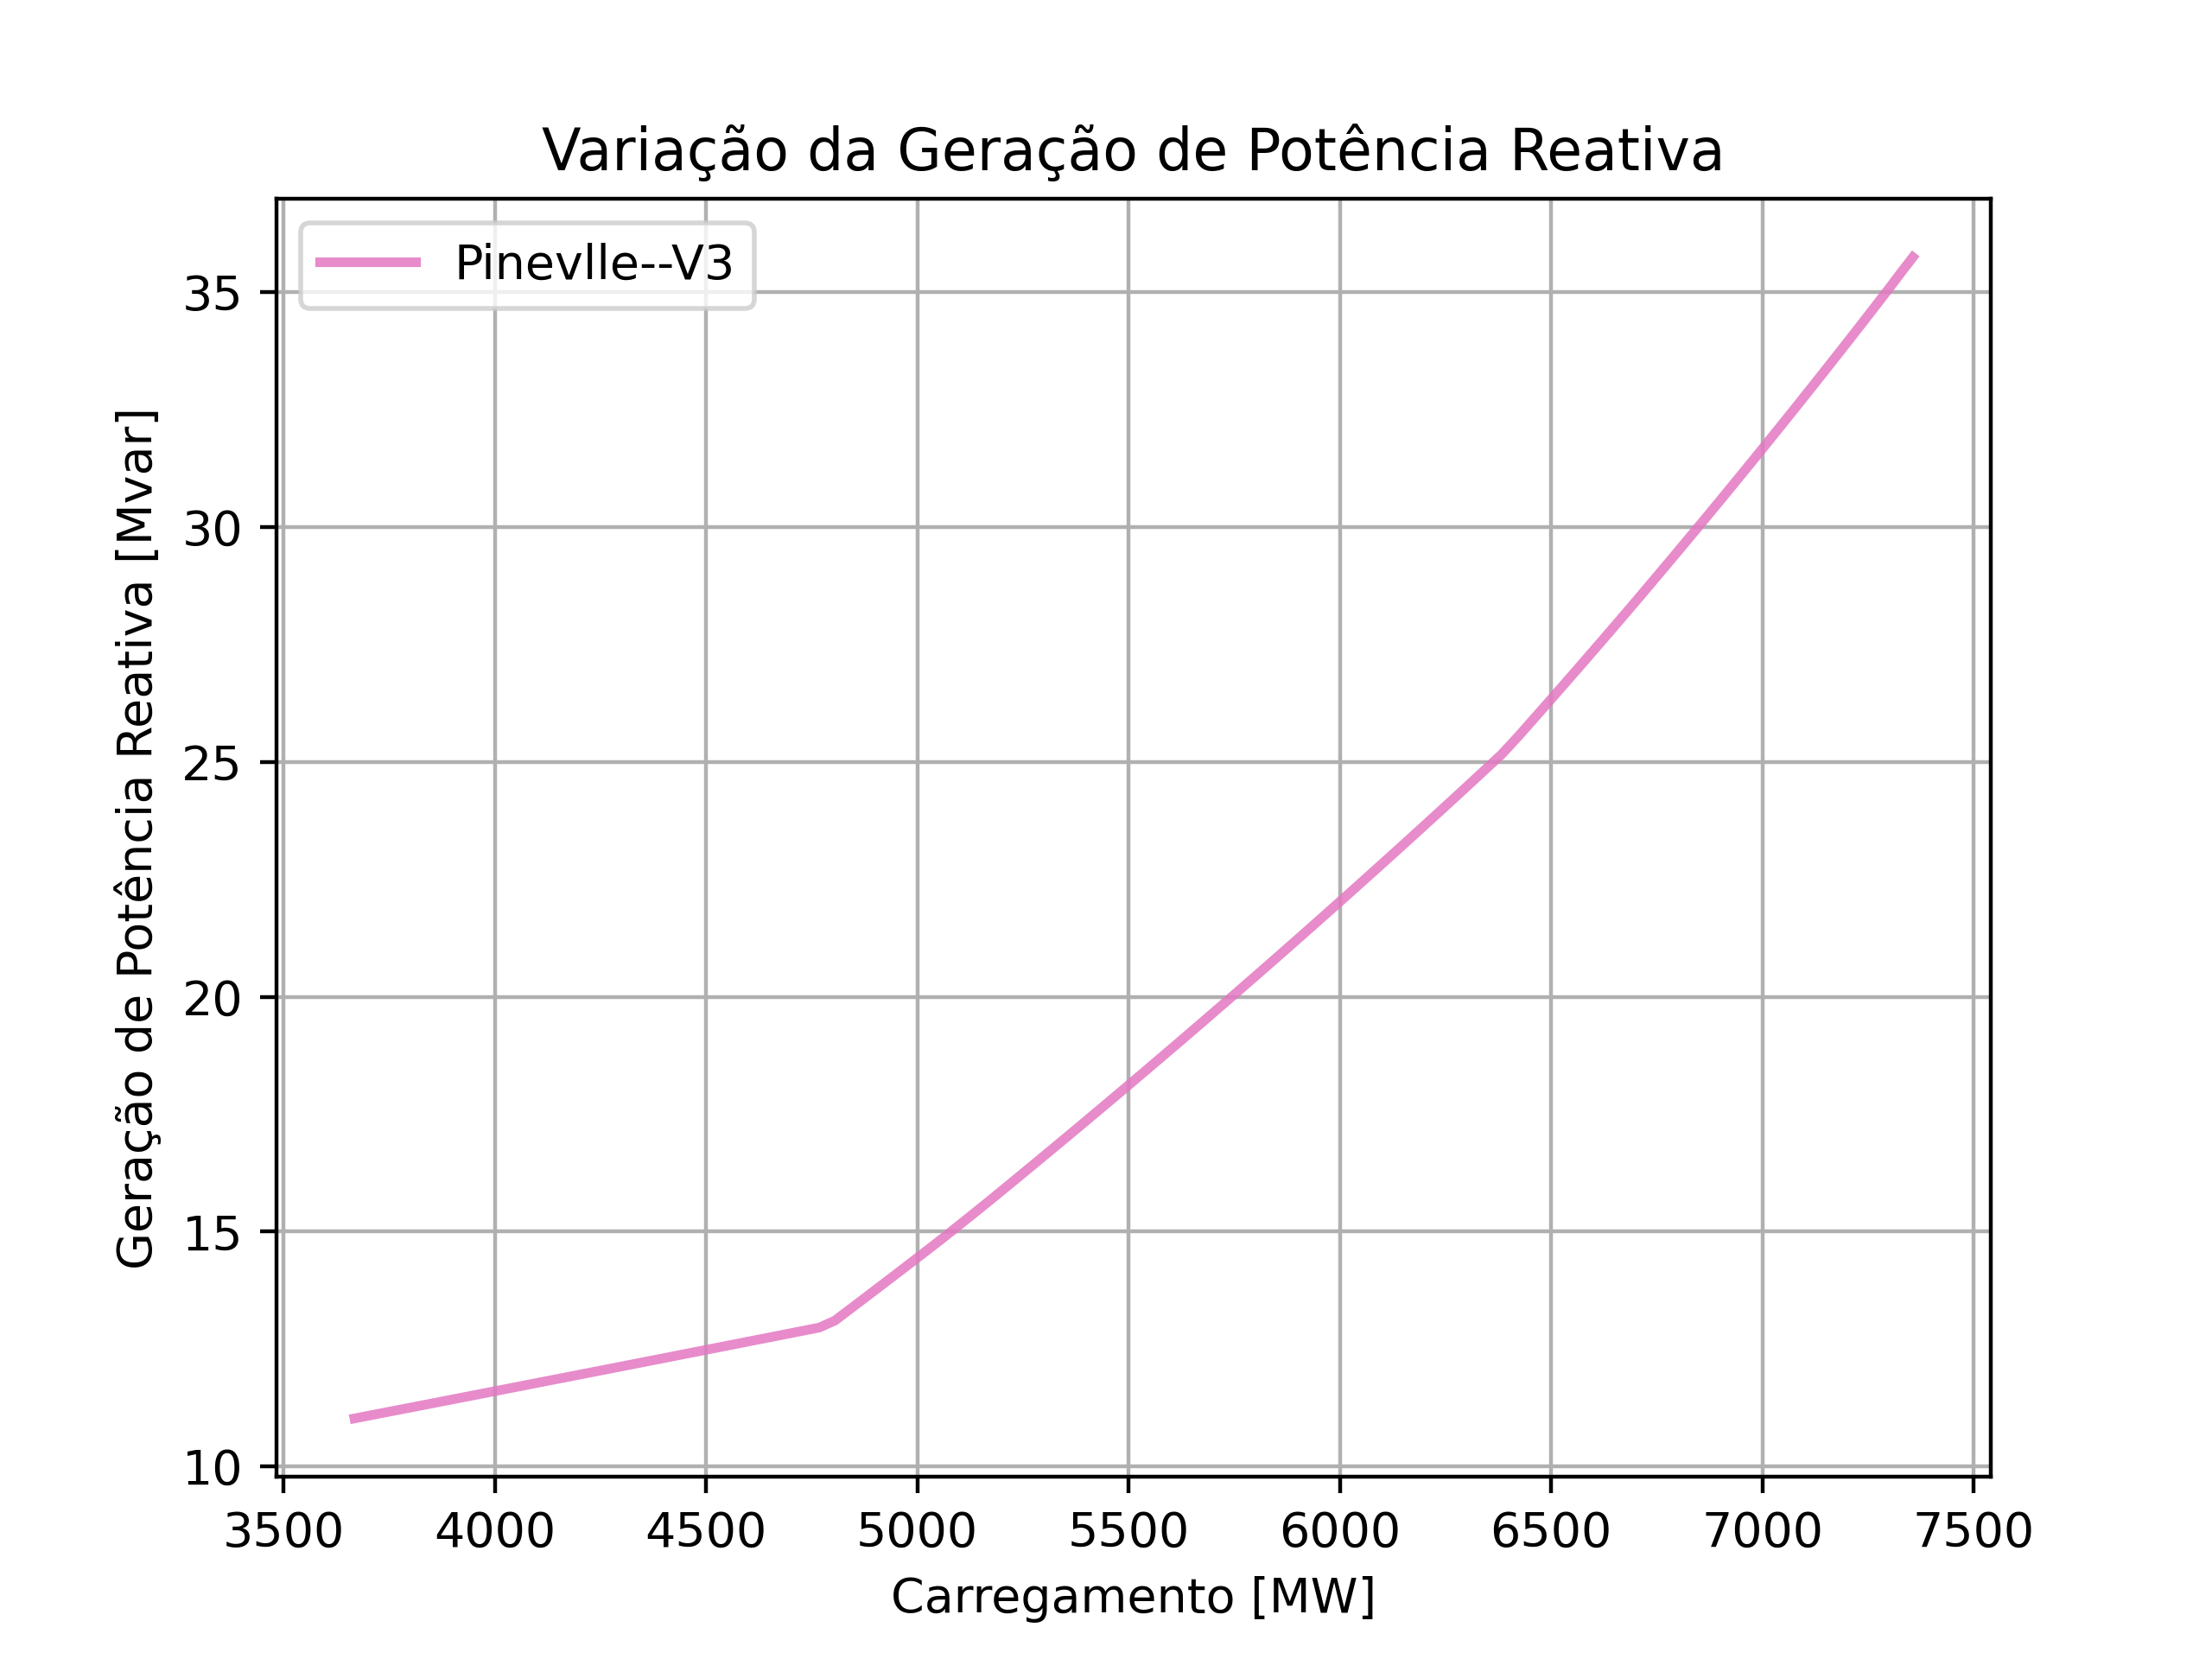 Variação da Geração de Potência Reativa
Pinevlle--V3
Geração de Potência Reativa [Mvar]
35
30
25
20
15
10
3500 4000 4500 5000 5500 6000 6500 7000 7500
Carregamento [MW]